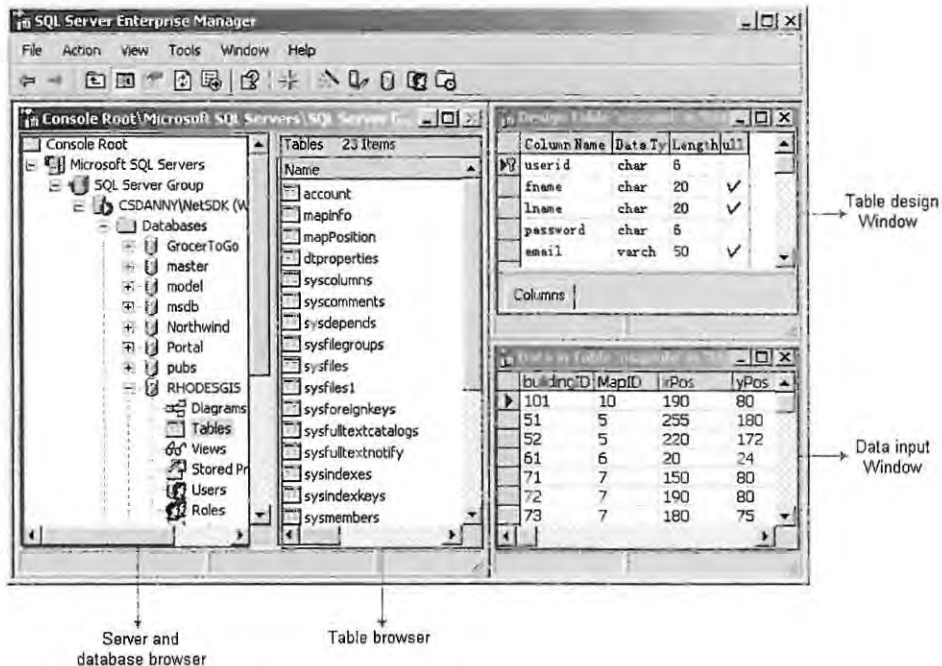 SQL Server Enterprise Manager
File Action View Tools Window Help
Console Root\Microsoft SQL Servers\SQL Server G...
Console Root
Microsoft SQL Servers
SQL Server Group
CSDANNY\NetSDK (W
Databases
GrocerToGo
master
model
msdb
Northwind
Portal
pubs
RHODESGIS
Diagrams
Tables
Views
Stored Pr
Users
Roles
Tables 23 Items
Name
account
mapinfo
mapPosition
dtproperties
syscolumns
syscomments
sysdepends
sysfilegroups
sysfiles
sysfiles1
sysforeignkeys
sysfulltextcatalogs
sysfulltextnotify
sysindexes
sysindexkeys
sysmembers
Design Table
Column Name Data Ty Length ull
userid char 6
fname char 20
lname char 20
password char 6
email varch 50
Columns
Data in Table
buildingID MapID xPos yPos
101 10 190 80
51 5 255 180
52 5 220 172
61 6 20 24
71 7 150 80
72 7 190 80
73 7 180 75
Table design
Window
Data input
Window
Server and
database browser
Table browser